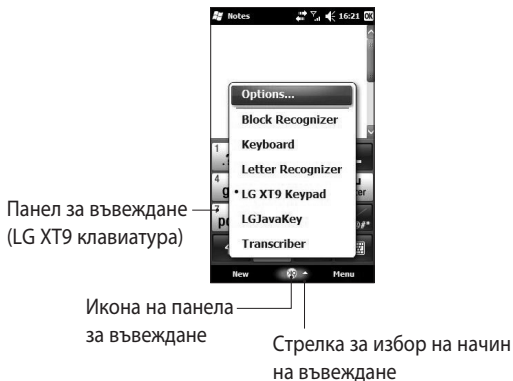 Notes 16:21 OK
Options...
Block Recognizer
Keyboard
Letter Recognizer
LG XT9 Keypad
LGJavaKey
Transcriber
New Menu
Панел за въвеждане
(LG XT9 клавиатура)
Икона на панела
за въвеждане
Стрелка за избор на начин
на въвеждане